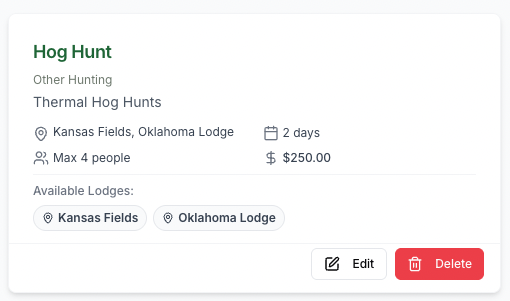 Hog Hunt
Other Hunting
Thermal Hog Hunts
Kansas Fields, Oklahoma Lodge
2 days
Max 4 people
$ $250.00
Available Lodges:
Kansas Fields
Oklahoma Lodge
Edit
Delete